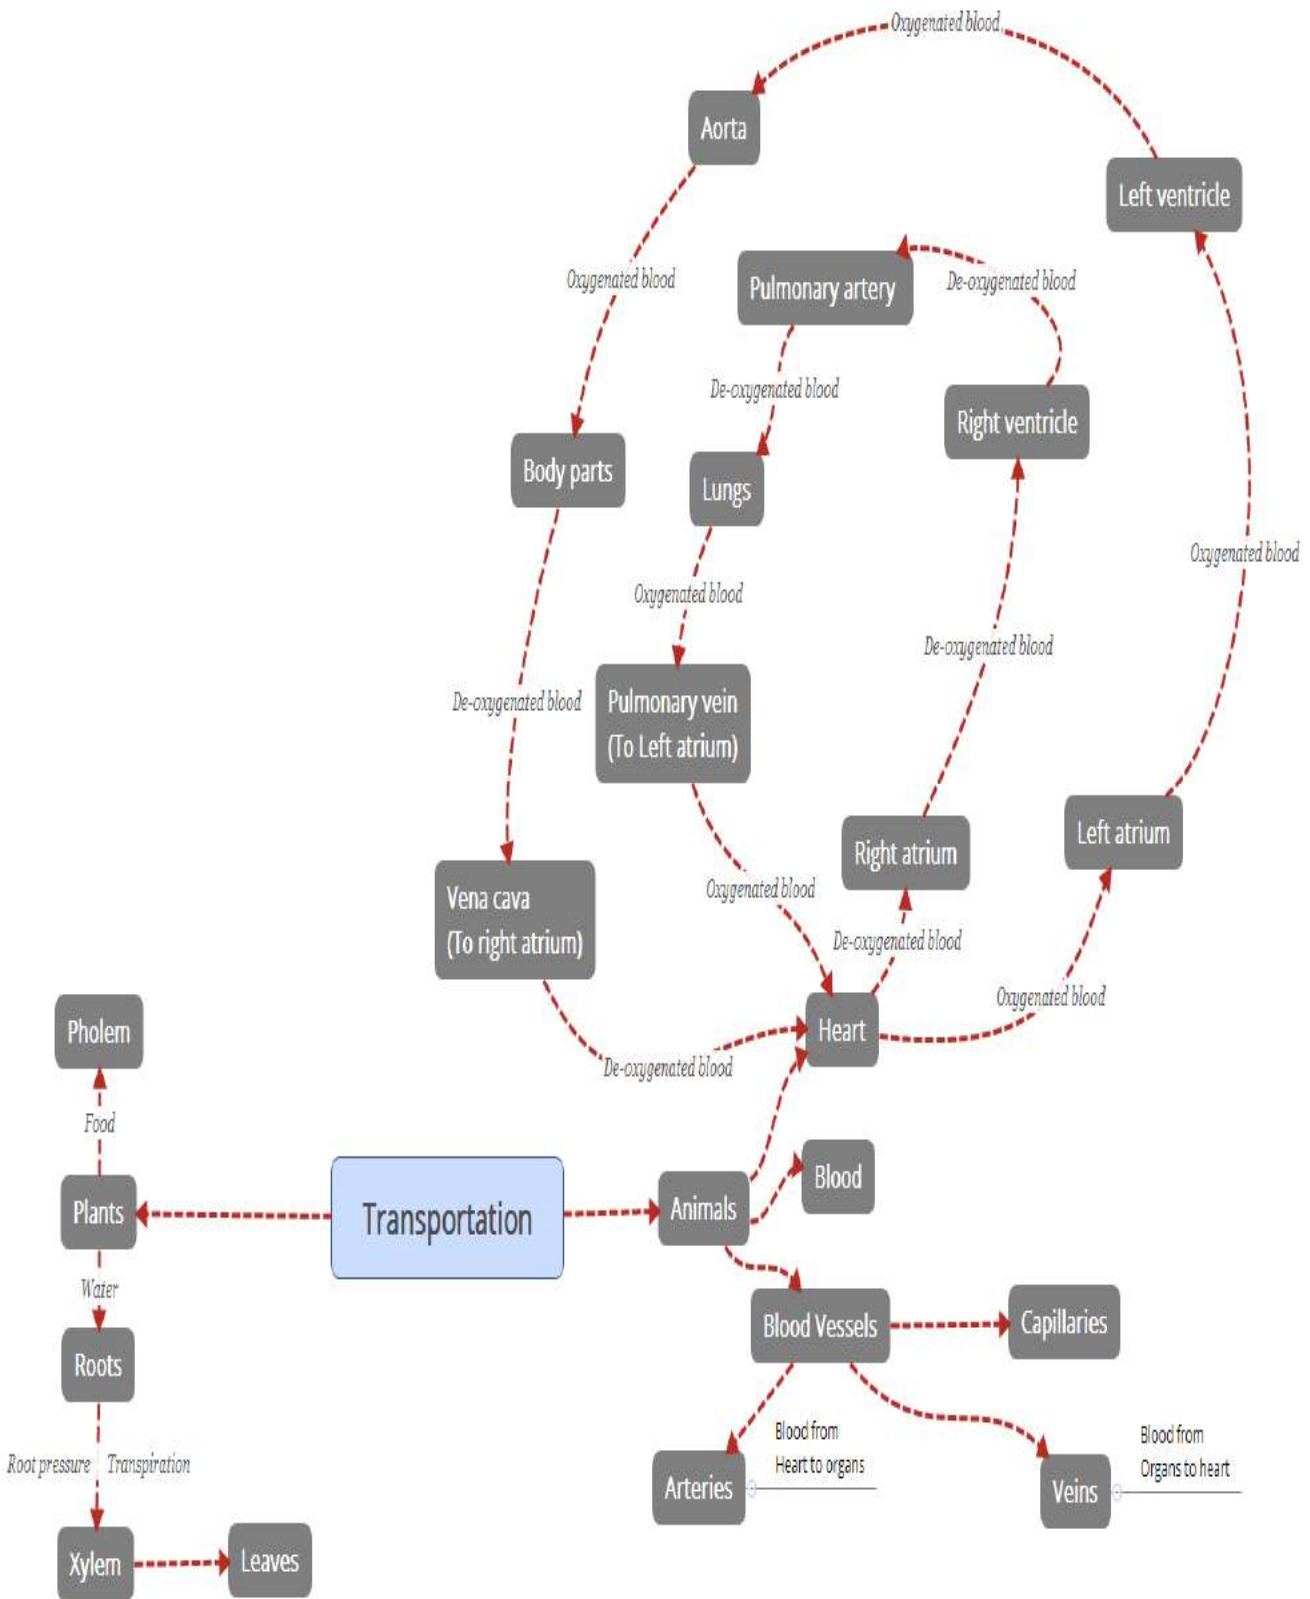 Oxygenated blood
Aorta
Left ventricle
Oxygenated blood
Pulmonary artery
De-oxygenated blood
De-oxygenated blood
Right ventricle
Body parts
Lungs
Oxygenated blood
Oxygenated blood
De-oxygenated blood
De-oxygenated blood
Pulmonary vein
(To Left atrium)
Left atrium
Right atrium
Oxygenated blood
Vena cava
(To right atrium)
De-oxygenated blood
Oxygenated blood
Heart
Pholem
De-oxygenated blood
Food
Blood
Plants
Transportation
Animals
Water
Blood Vessels
Capillaries
Roots
Blood from
Heart to organs
Blood from
Organs to heart
Root pressure
Transpiration
Arteries
Veins
Xylem
Leaves